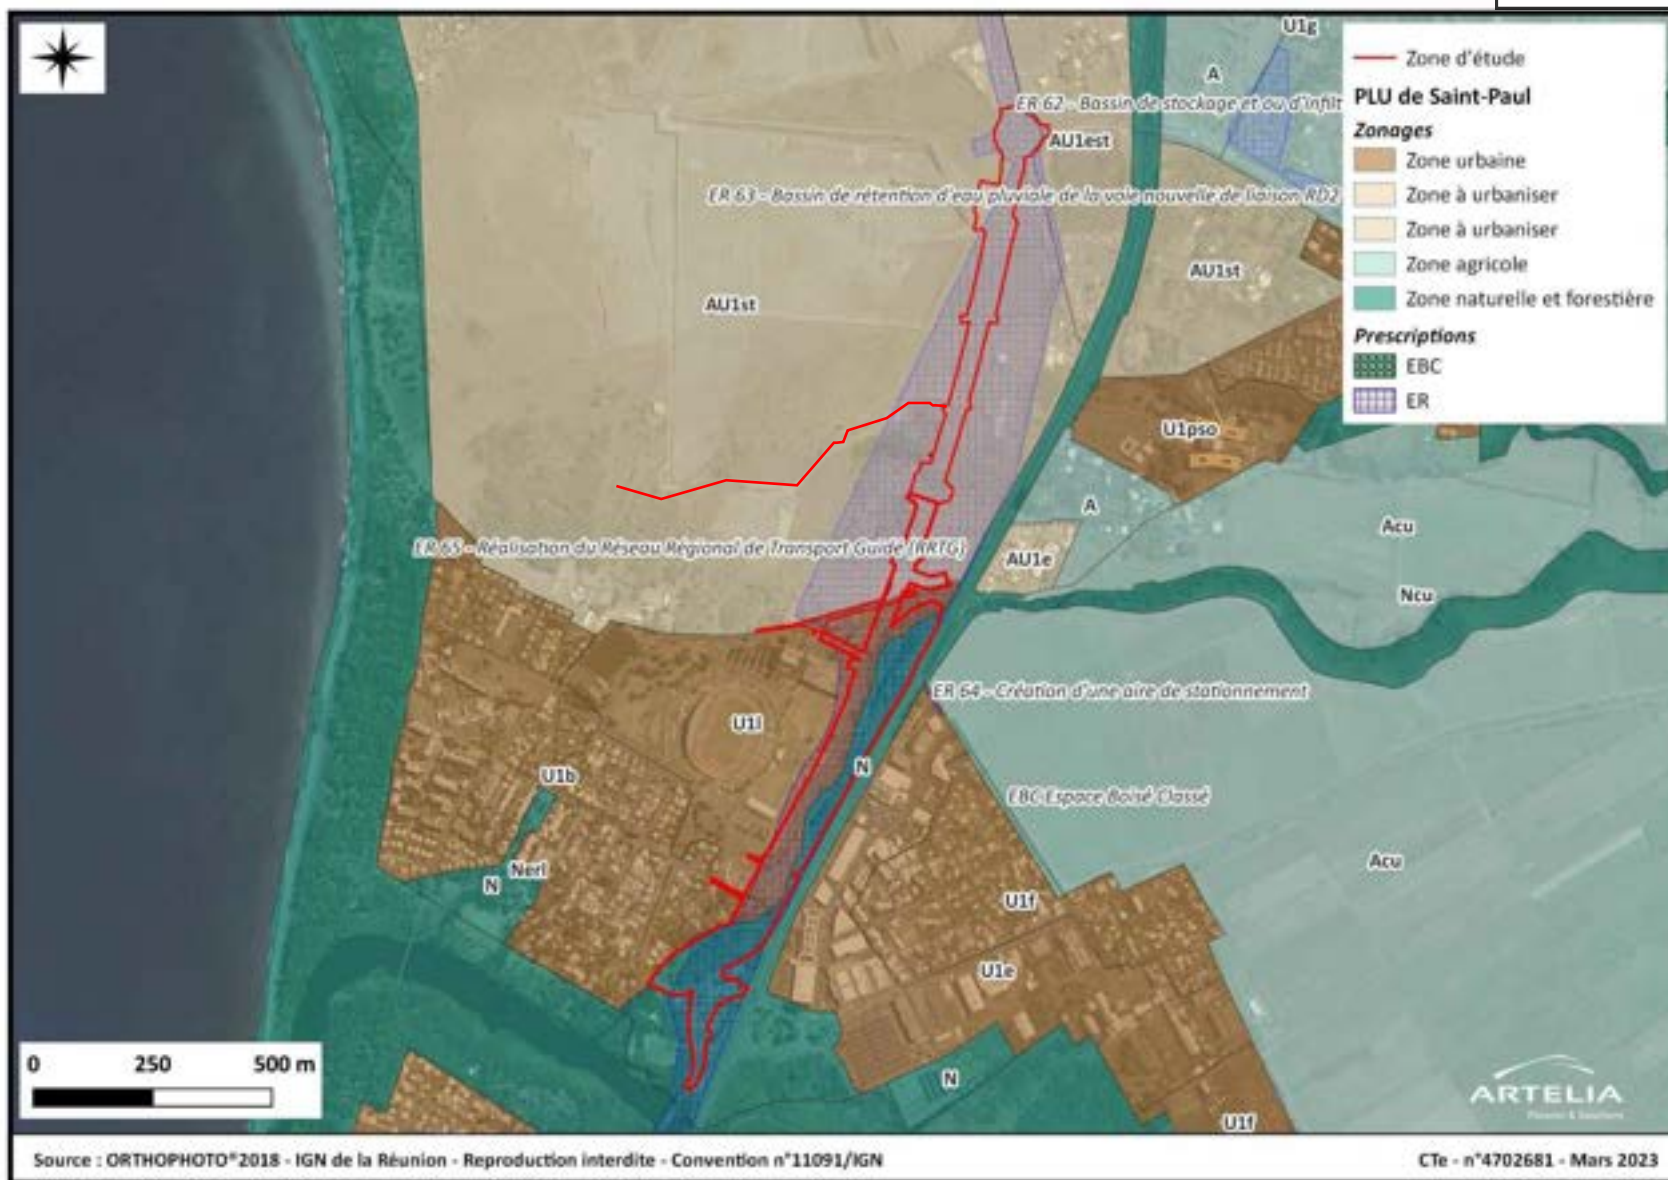 U1g
A
ER 62 - Bassin de stockage et ou d'infilt
AU1est
ER 63 - Bassin de rétention d'eau pluviale de la voie nouvelle de liaison RD2
AU1st
AU1st
U1pso
A
Acu
ER 65 - Réalisation du Réseau Régional de Transport Guidé (RRTG)
AU1e
Ncu
ER 64 - Création d'une aire de stationnement
U1l
N
U1b
EBC Espace Boisé Classé
Acu
Nerl
N
U1f
U1e
N
U1f
Zone d'étude
PLU de Saint-Paul
Zonages
Zone urbaine
Zone à urbaniser
Zone à urbaniser
Zone agricole
Zone naturelle et forestière
Prescriptions
EBC
ER
0 250 500 m
ARTELIA
Source : ORTHOPHOTO®2018 - IGN de la Réunion - Reproduction interdite - Convention n°11091/IGN
CTe - n°4702681 - Mars 2023